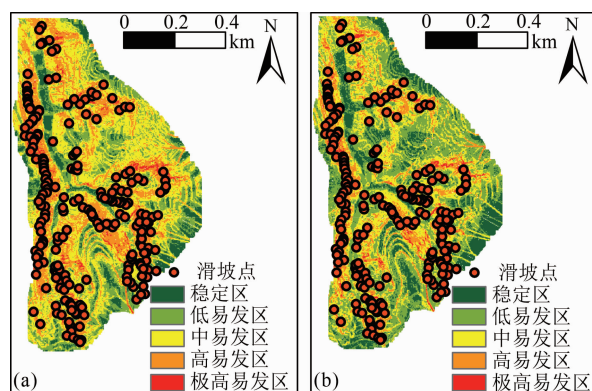 0 0.2 0.4
km
N
滑坡点
稳定区
低易发区
中易发区
高易发区
极高易发区
(a)
0 0.2 0.4
km
N
滑坡点
稳定区
低易发区
中易发区
高易发区
极高易发区
(b)